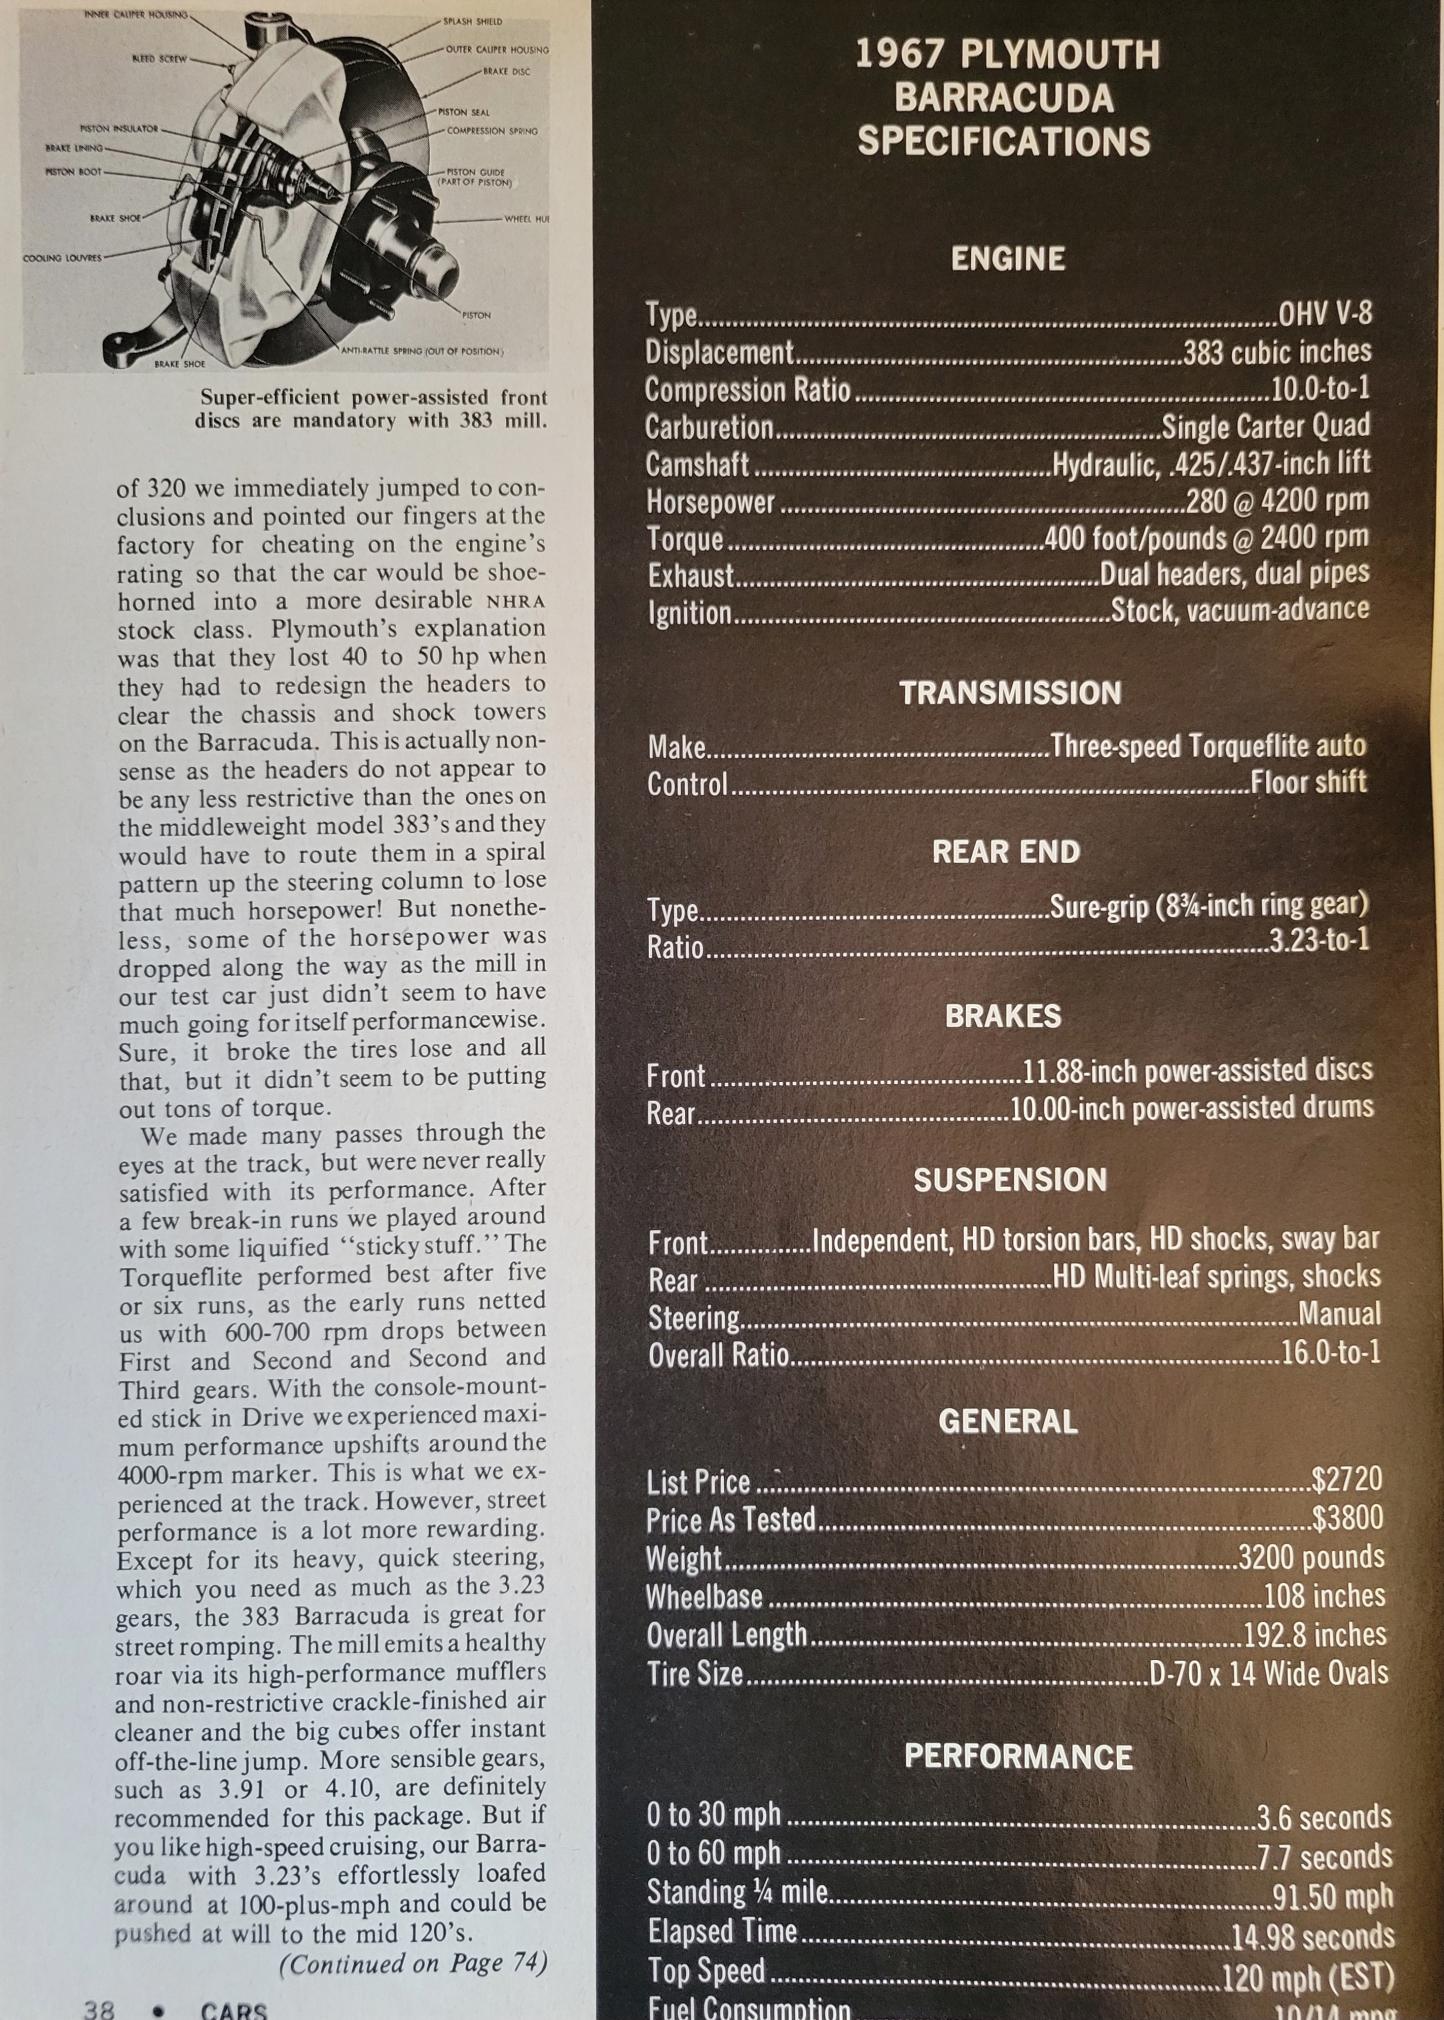 INNER CALIPER HOUSING
BLEED SCREW
PISTON INSULATOR
BRAKE LINING
PISTON BOOT
BRAKE SHOE
COOLING LOUVRES
BRAKE SHOE
SPLASH SHIELD
OUTER CALIPER HOUSING
BRAKE DISC
PISTON SEAL
COMPRESSION SPRING
PISTON GUIDE
(PART OF PISTON)
WHEEL HU
PISTON
ANTI-RATTLE SPRING (OUT OF POSITION)
Super-efficient power-assisted front
discs are mandatory with 383 mill.
of 320 we immediately jumped to con-
clusions and pointed our fingers at the
factory for cheating on the engine's
rating so that the car would be shoe-
horned into a more desirable NHRA
stock class. Plymouth's explanation
was that they lost 40 to 50 hp when
they had to redesign the headers to
clear the chassis and shock towers
on the Barracuda. This is actually non-
sense as the headers do not appear to
be any less restrictive than the ones on
the middleweight model 383's and they
would have to route them in a spiral
pattern up the steering column to lose
that much horsepower! But nonethe-
less, some of the horsepower was
dropped along the way as the mill in
our test car just didn't seem to have
much going for itself performancewise.
Sure, it broke the tires lose and all
that, but it didn't seem to be putting
out tons of torque.
We made many passes through the
eyes at the track, but were never really
satisfied with its performance. After
a few break-in runs we played around
with some liquified "sticky stuff." The
Torqueflite performed best after five
or six runs, as the early runs netted
us with 600-700 rpm drops between
First and Second and Second and
Third gears. With the console-mount-
ed stick in Drive we experienced maxi-
mum performance upshifts around the
4000-rpm marker. This is what we ex-
perienced at the track. However, street
performance is a lot more rewarding.
Except for its heavy, quick steering,
which you need as much as the 3.23
gears, the 383 Barracuda is great for
street romping. The mill emits a healthy
roar via its high-performance mufflers
and non-restrictive crackle-finished air
cleaner and the big cubes offer instant
off-the-line jump. More sensible gears,
such as 3.91 or 4.10, are definitely
recommended for this package. But if
you like high-speed cruising, our Barra-
cuda with 3.23's effortlessly loafed
around at 100-plus-mph and could be
pushed at will to the mid 120's.
(Continued on Page 74)
38 • CARS
1967 PLYMOUTH
BARRACUDA
SPECIFICATIONS
ENGINE
Type....OHV V-8
Displacement....383 cubic inches
Compression Ratio....10.0-to-1
Carburetion....Single Carter Quad
Camshaft....Hydraulic, .425/.437-inch lift
Horsepower....280 @ 4200 rpm
Torque....400 foot/pounds @ 2400 rpm
Exhaust....Dual headers, dual pipes
Ignition....Stock, vacuum-advance
TRANSMISSION
Make....Three-speed Torqueflite auto
Control....Floor shift
REAR END
Type....Sure-grip (8¾-inch ring gear)
Ratio....3.23-to-1
BRAKES
Front....11.88-inch power-assisted discs
Rear....10.00-inch power-assisted drums
SUSPENSION
Front....Independent, HD torsion bars, HD shocks, sway bar
Rear....HD Multi-leaf springs, shocks
Steering....Manual
Overall Ratio....16.0-to-1
GENERAL
List Price....$2720
Price As Tested....$3800
Weight....3200 pounds
Wheelbase....108 inches
Overall Length....192.8 inches
Tire Size....D-70 x 14 Wide Ovals
PERFORMANCE
0 to 30 mph....3.6 seconds
0 to 60 mph....7.7 seconds
Standing ¼ mile....91.50 mph
Elapsed Time....14.98 seconds
Top Speed....120 mph (EST)
Fuel Consumption....10/14 mpg